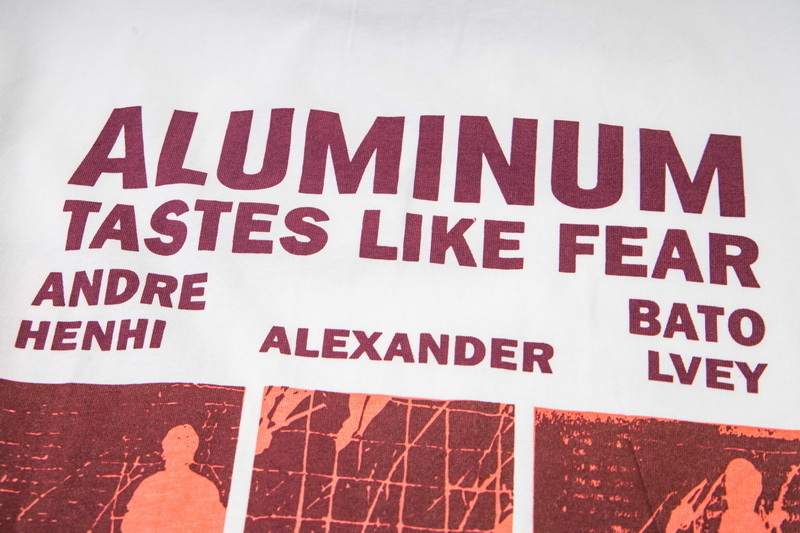 ALUMINUM
TASTES LIKE FEAR
ANDRE
HENHI
ALEXANDER
BATO
LVEY